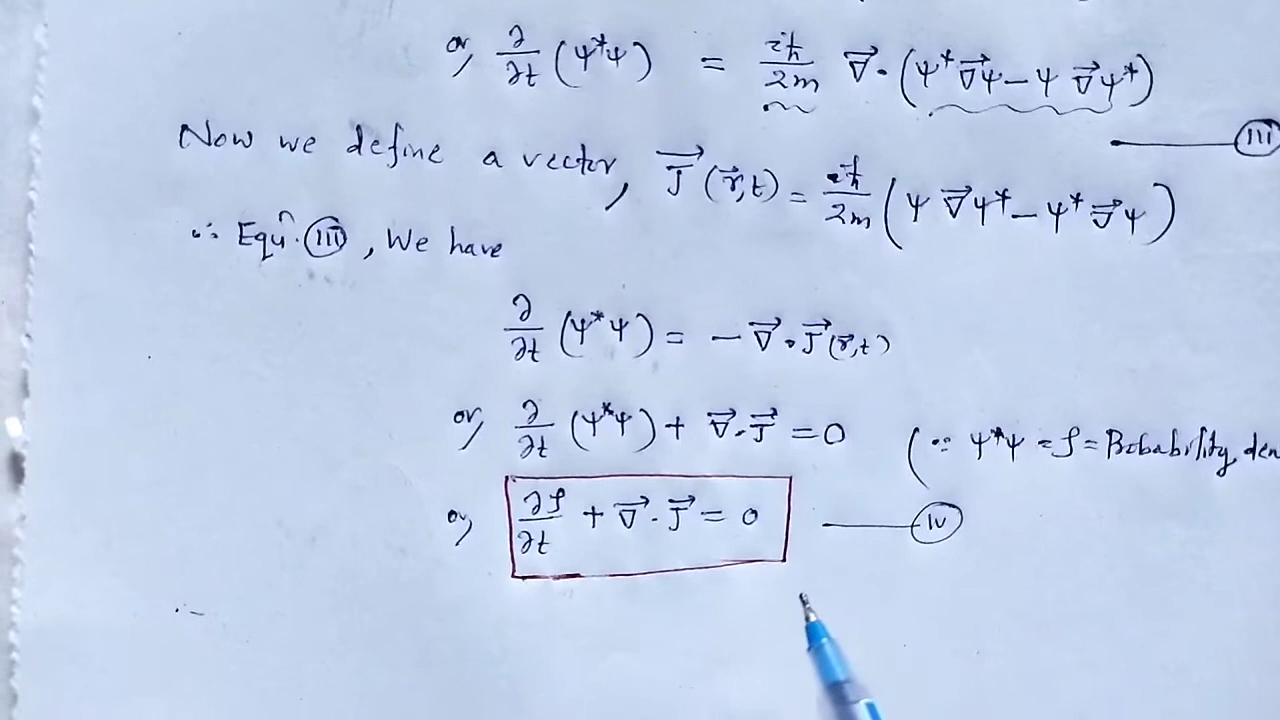 or, ∂/∂t (ψ*ψ) = iħ/2m ∇⃗·(ψ*∇⃗ψ − ψ ∇⃗ψ*)
(III)
Now we define a vector, J⃗(r⃗,t) = iħ/2m (ψ ∇⃗ψ* − ψ* ∇⃗ψ)
∴ Equⁿ. (III), We have
∂/∂t (ψ*ψ) = − ∇⃗·J⃗(r⃗,t)
or, ∂/∂t (ψ*ψ) + ∇⃗·J⃗ = 0 (∵ ψ*ψ = ρ = Probability den
or, ∂ρ/∂t + ∇⃗·J⃗ = 0 (IV)